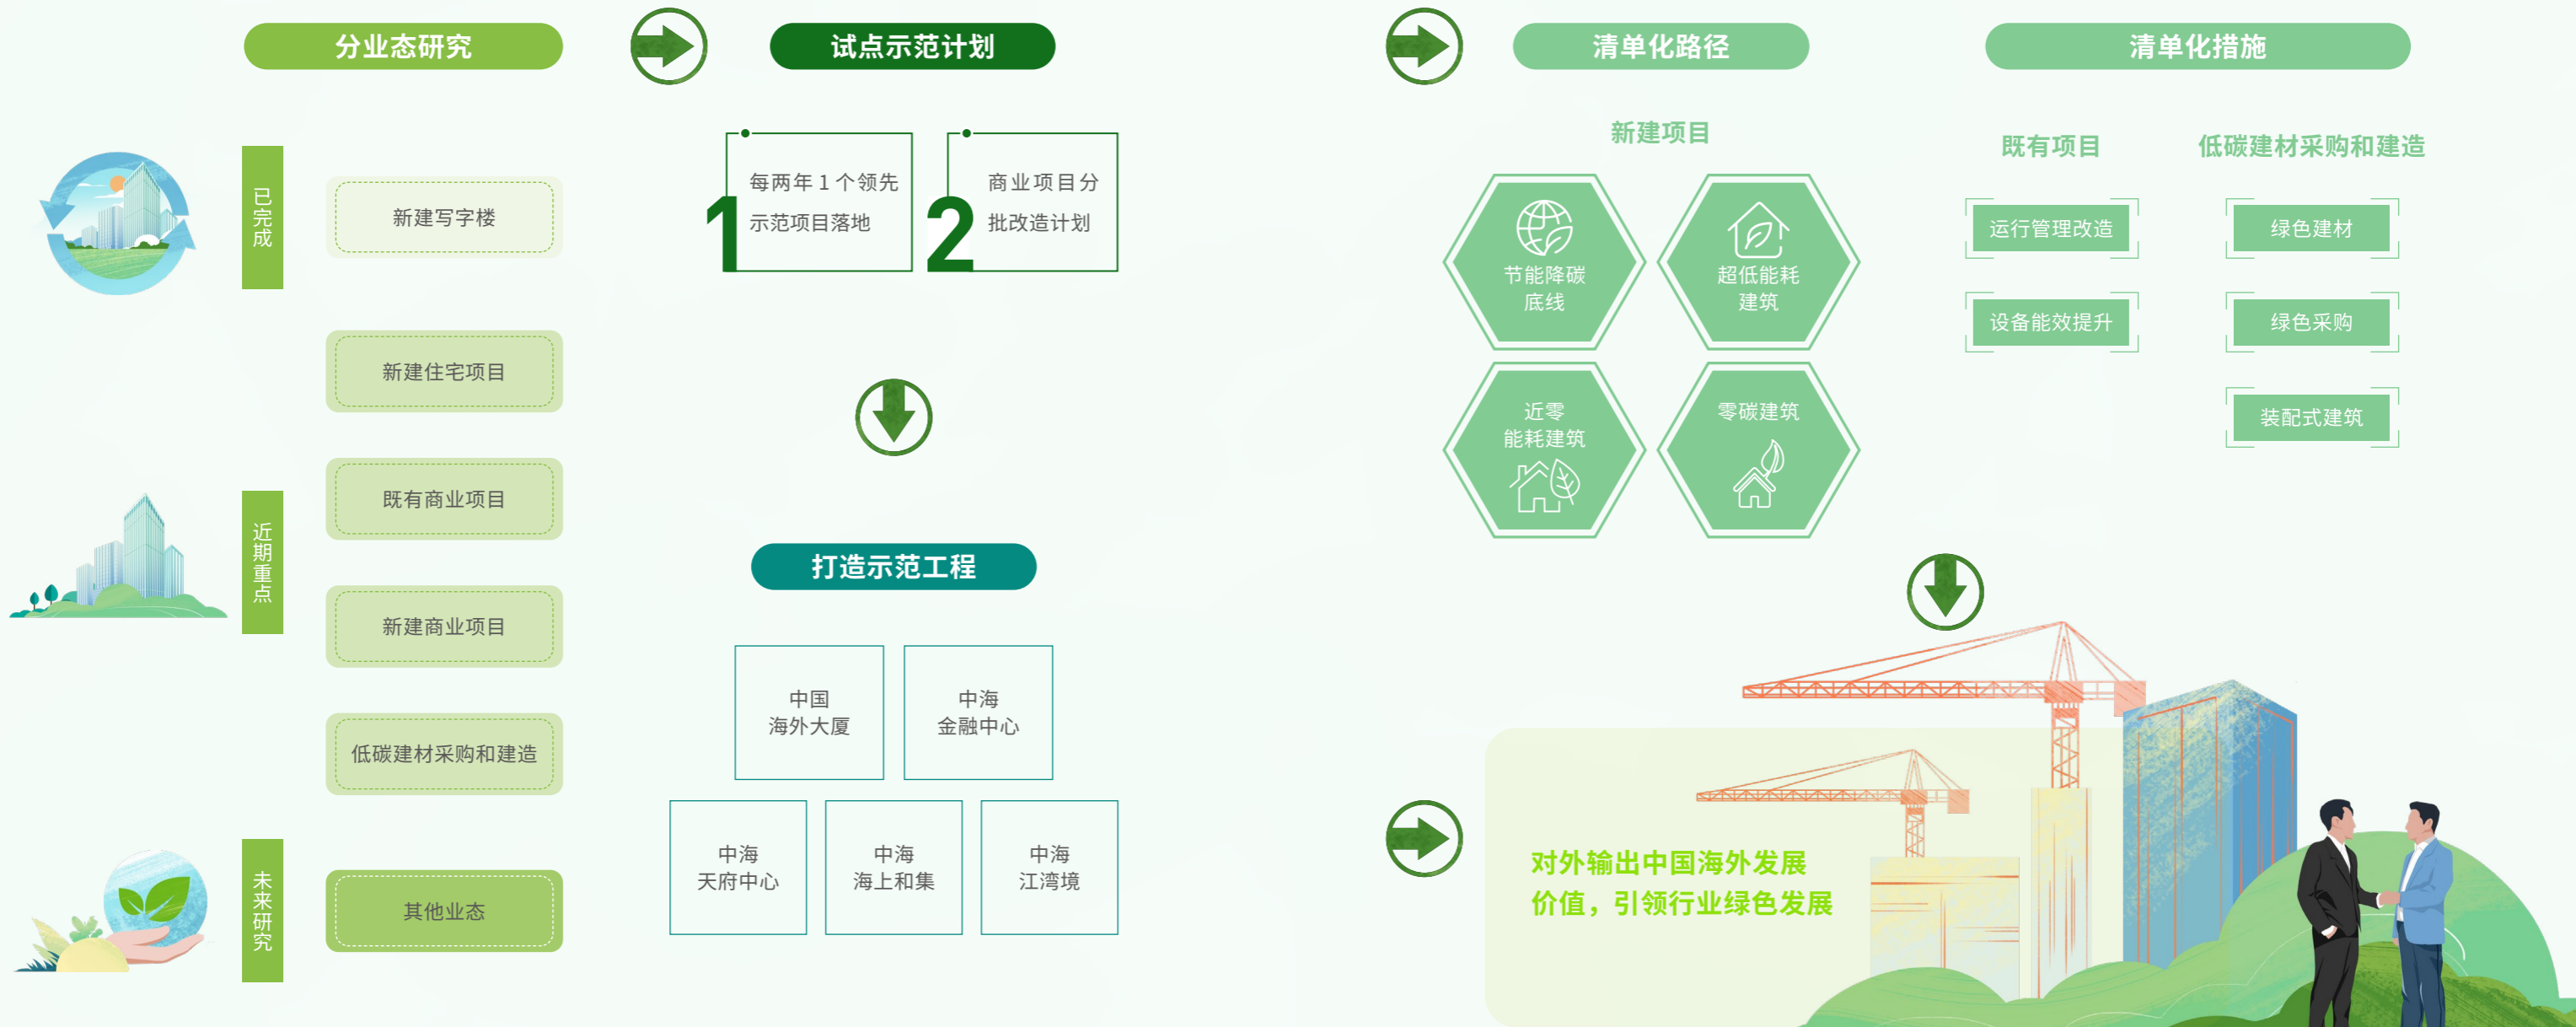 分业态研究
已完成
新建写字楼
新建住宅项目
近期重点
既有商业项目
新建商业项目
低碳建材采购和建造
未来研究
其他业态
试点示范计划
1
每两年1个领先
示范项目落地
2
商业项目分
批改造计划
打造示范工程
中国
海外大厦
中海
金融中心
中海
天府中心
中海
海上和集
中海
江湾境
清单化路径
新建项目
节能降碳
底线
超低能耗
建筑
近零
能耗建筑
零碳建筑
清单化措施
既有项目
运行管理改造
设备能效提升
低碳建材采购和建造
绿色建材
绿色采购
装配式建筑
对外输出中国海外发展
价值，引领行业绿色发展